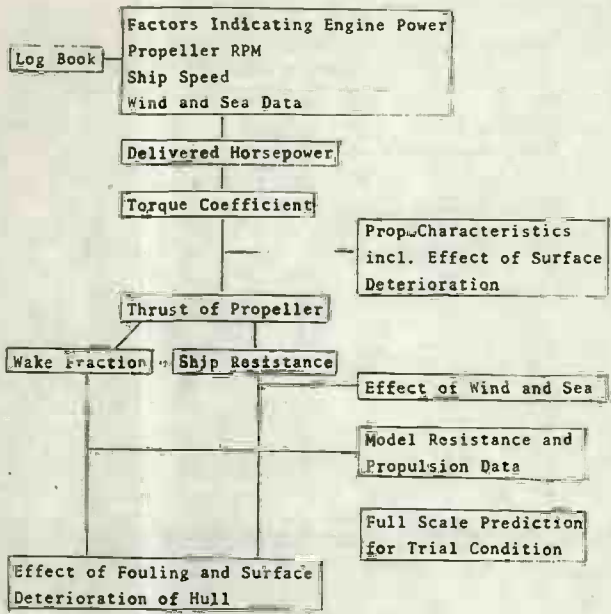 Factors Indicating Engine Power
Propeller RPM
Log Book
Ship Speed
Wind and Sea Data
Delivered Horsepower
Torque Coefficient
Prop. Characteristics
incl. Effect of Surface
Deterioration
Thrust of Propeller
Wake Fraction
Ship Resistance
Effect of Wind and Sea
Model Resistance and
Propulsion Data
Full Scale Prediction
for Trial Condition
Effect of Fouling and Surface
Deterioration of Hull